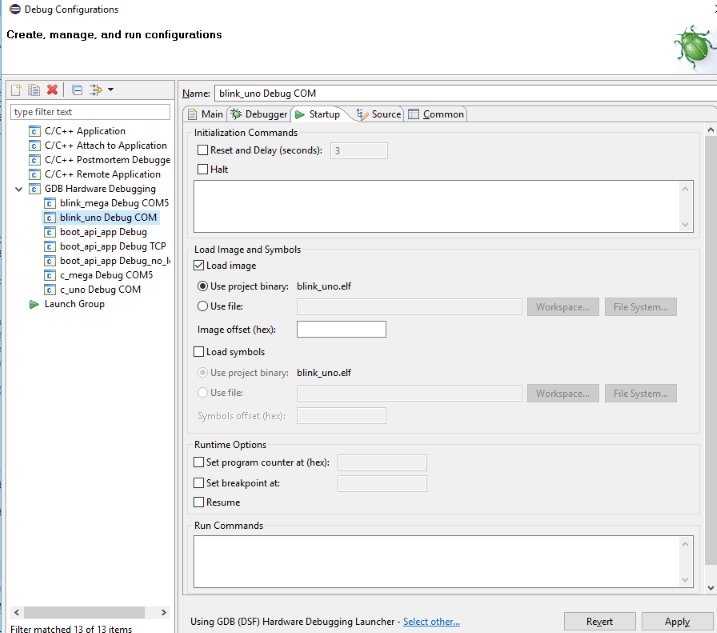 Debug Configurations
Create, manage, and run configurations
type filter text
C/C++ Application
C/C++ Attach to Application
C/C++ Postmortem Debugge
C/C++ Remote Application
GDB Hardware Debugging
blink_mega Debug COM5
blink_uno Debug COM
boot_api_app Debug
boot_api_app Debug TCP
boot_api_app Debug_no_l
c_mega Debug COM5
c_uno Debug COM
Launch Group
Filter matched 13 of 13 items
Name: blink_uno Debug COM
Main Debugger Startup Source Common
Initialization Commands
Reset and Delay (seconds): 3
Halt
Load Image and Symbols
Load image
Use project binary: blink_uno.elf
Use file: Workspace... File System...
Image offset (hex):
Load symbols
Use project binary: blink_uno.elf
Use file: Workspace... File System...
Symbols offset (hex):
Runtime Options
Set program counter at (hex):
Set breakpoint at:
Resume
Run Commands
Using GDB (DSF) Hardware Debugging Launcher - Select other...
Revert Apply